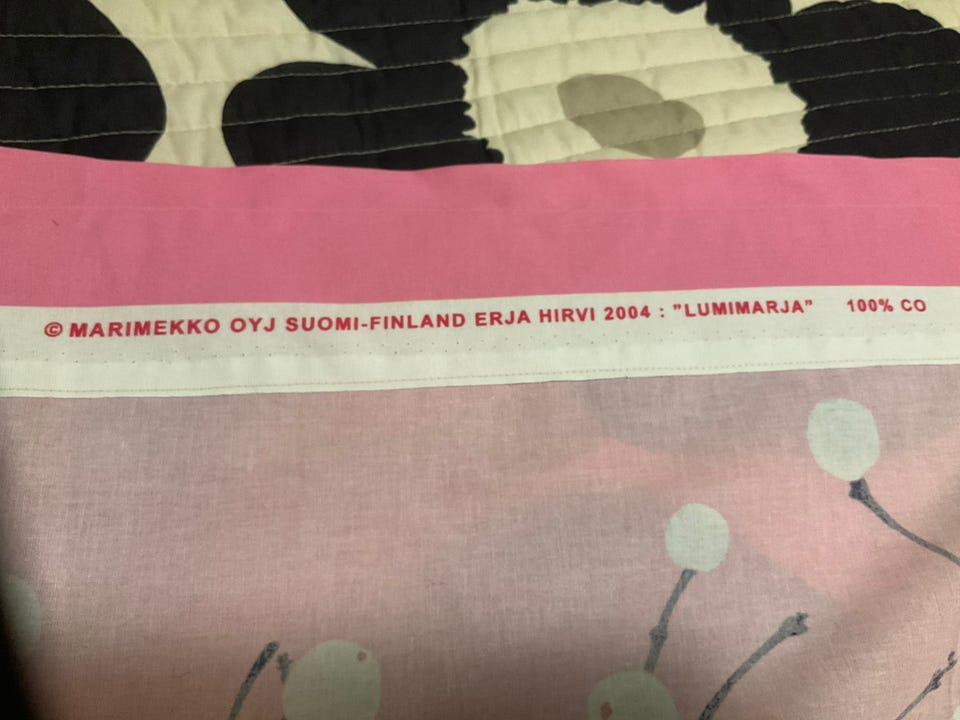 © MARIMEKKO OYJ SUOMI-FINLAND ERJA HIRVI 2004 : "LUMIMARJA" 100% CO